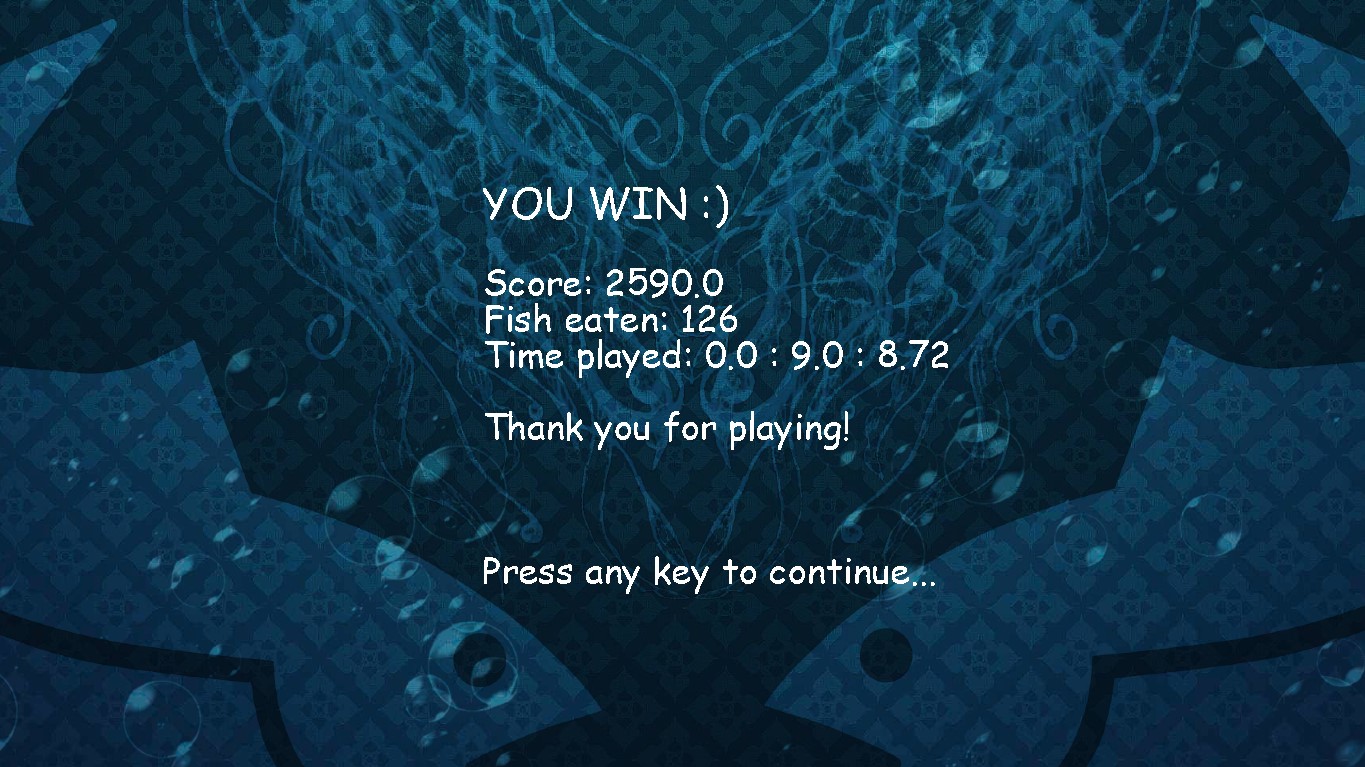 YOU WIN :)
Score: 2590.0
Fish eaten: 126
Time played: 0.0 : 9.0 : 8.72
Thank you for playing!
Press any key to continue...